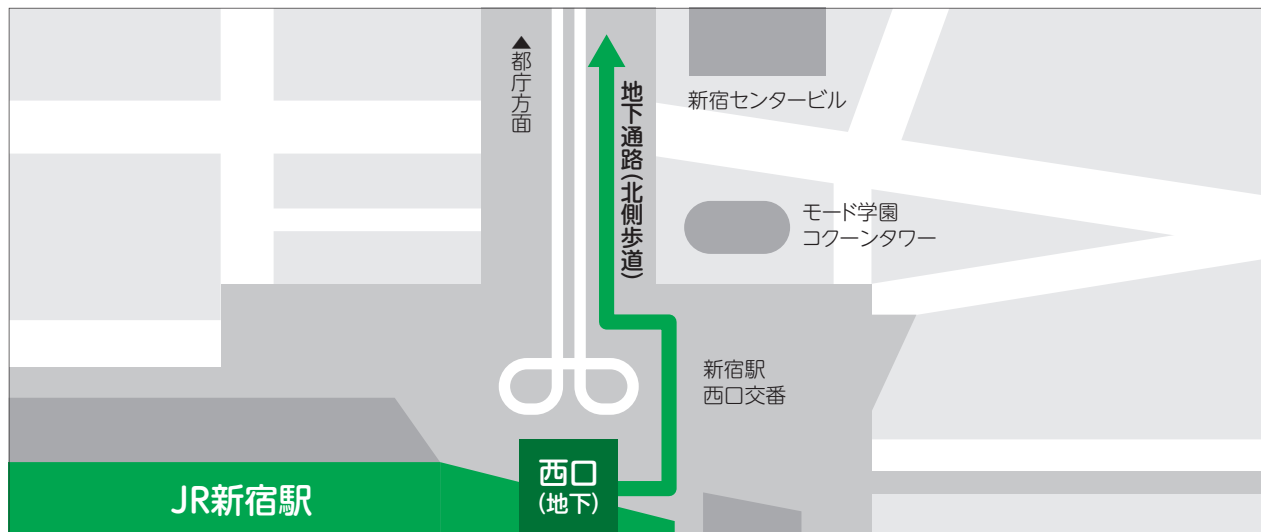 ▲都庁方面
地下通路(北側歩道)
新宿センタービル
モード学園
コクーンタワー
新宿駅
西口交番
西口
(地下)
JR新宿駅